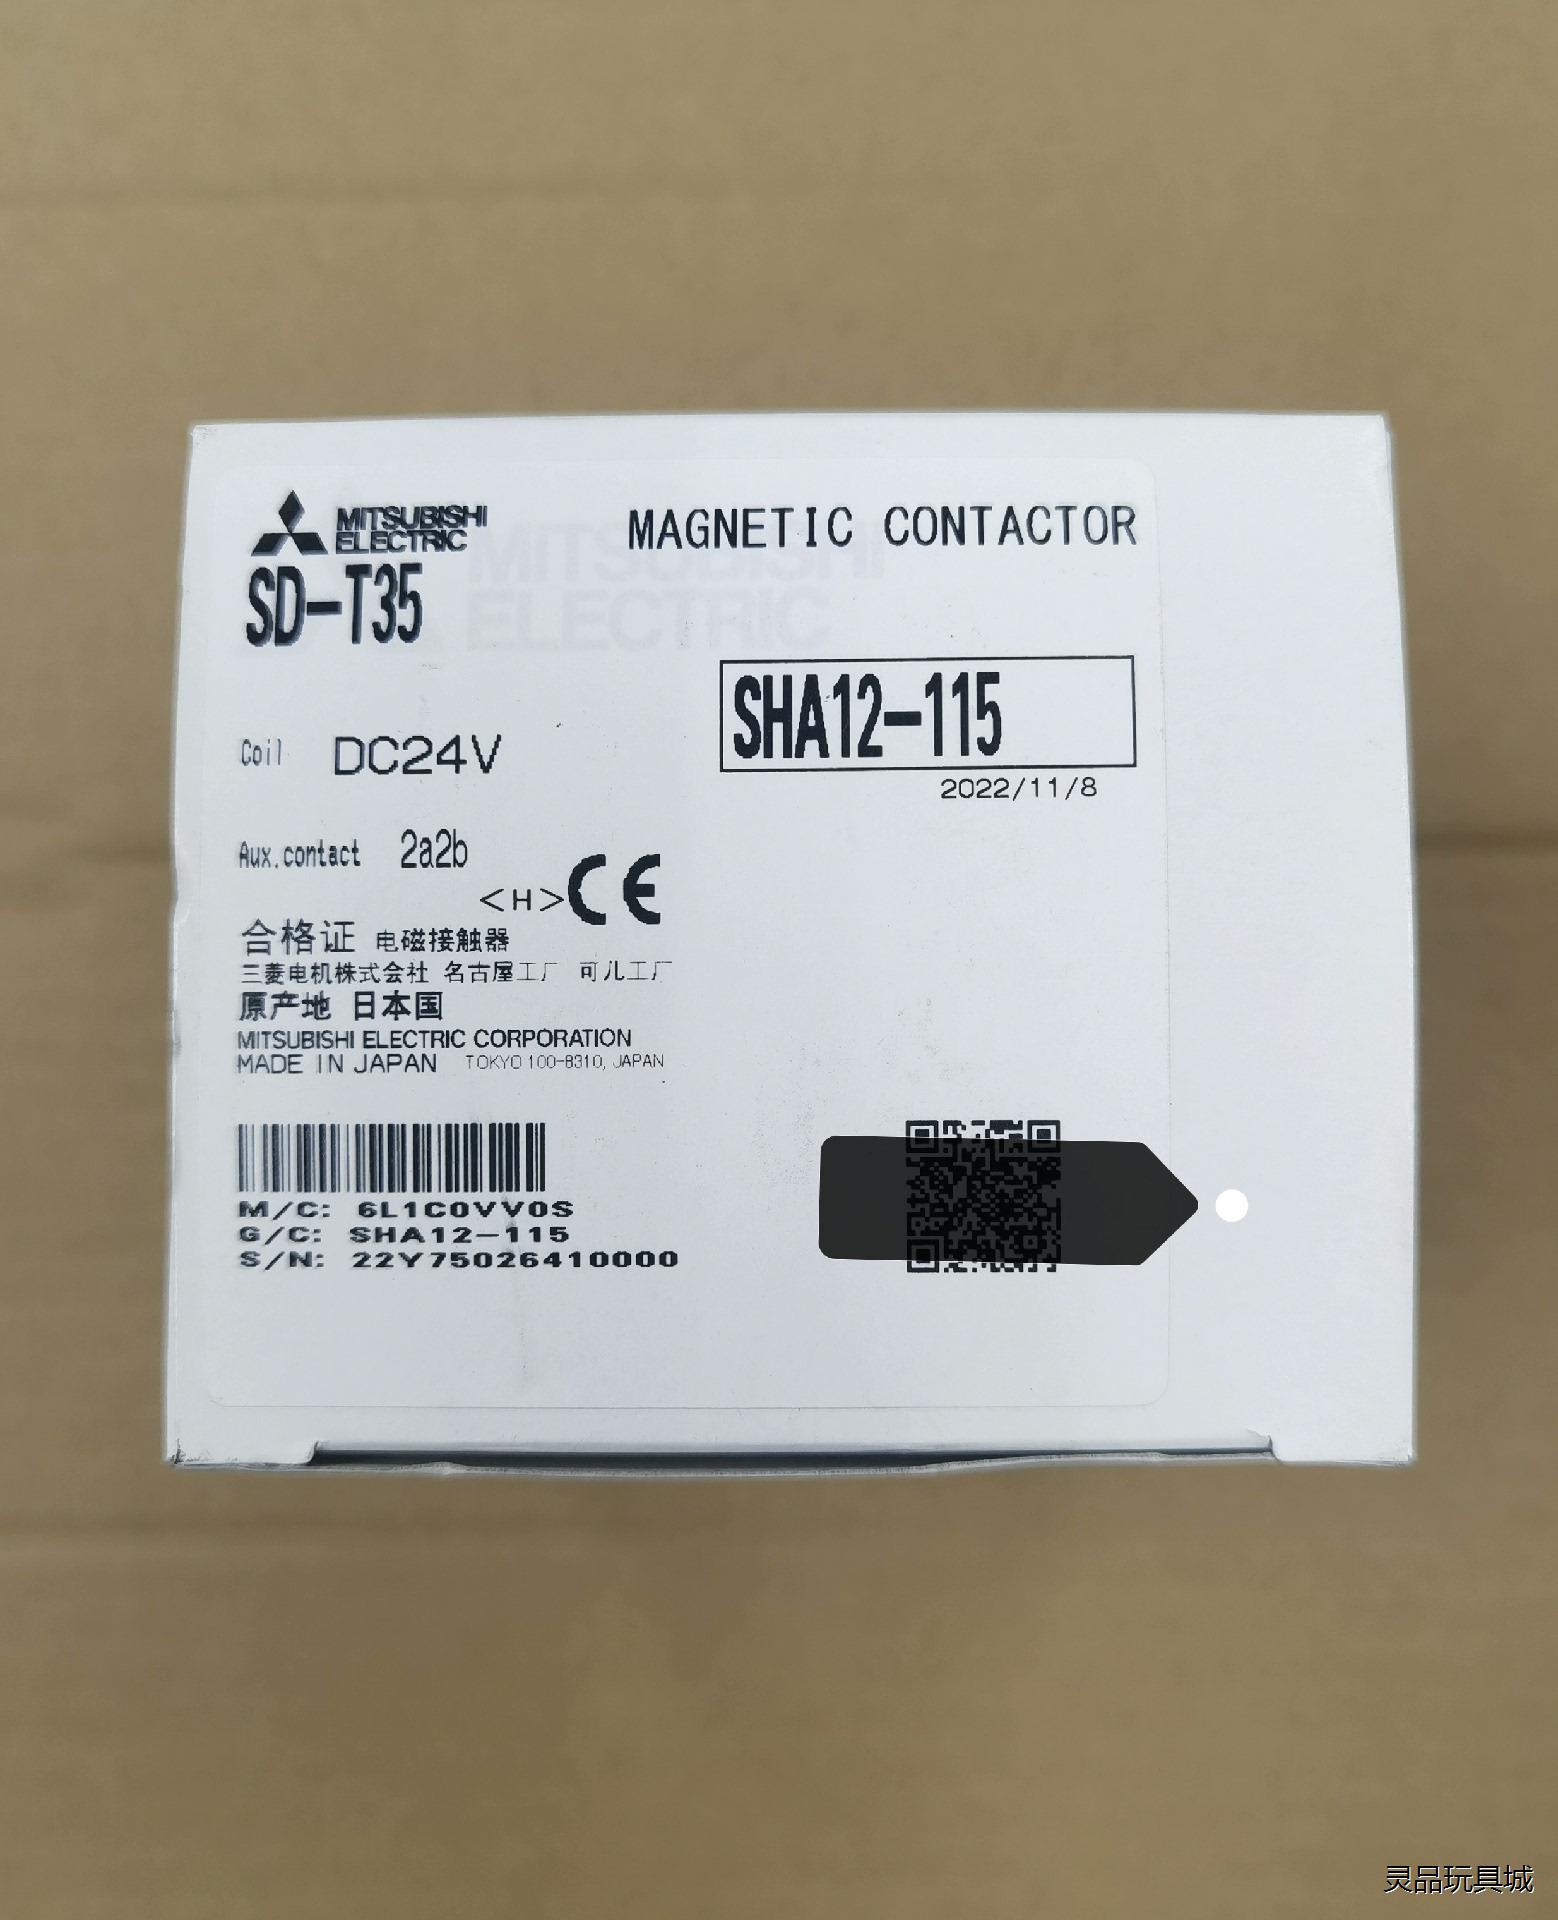 MITSUBISHI
ELECTRIC
MAGNETIC CONTACTOR
MITSUBISHI
ELECTRIC
SD-T35
SHA12-115
2022/11/8
Coil DC24V
Aux.contact 2a2b
<H> CE
合格证 电磁接触器
三菱电机株式会社 名古屋工厂 可儿工厂
原产地 日本国
MITSUBISHI ELECTRIC CORPORATION
MADE IN JAPAN TOKYO 100-8310, JAPAN
M/C: 6L1C0VV0S
G/C: SHA12-115
S/N: 22Y75026410000
灵品玩具城